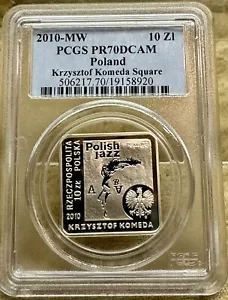 2010-MW 10 Zl
PCGS PR70DCAM
Poland
Krzysztof Komeda Square
506217.70/19158920
Polish
jazz
RZECZPOSPOLITA
POLSKA
10 ZŁ
2010
KRZYSZTOF KOMEDA
PCGS